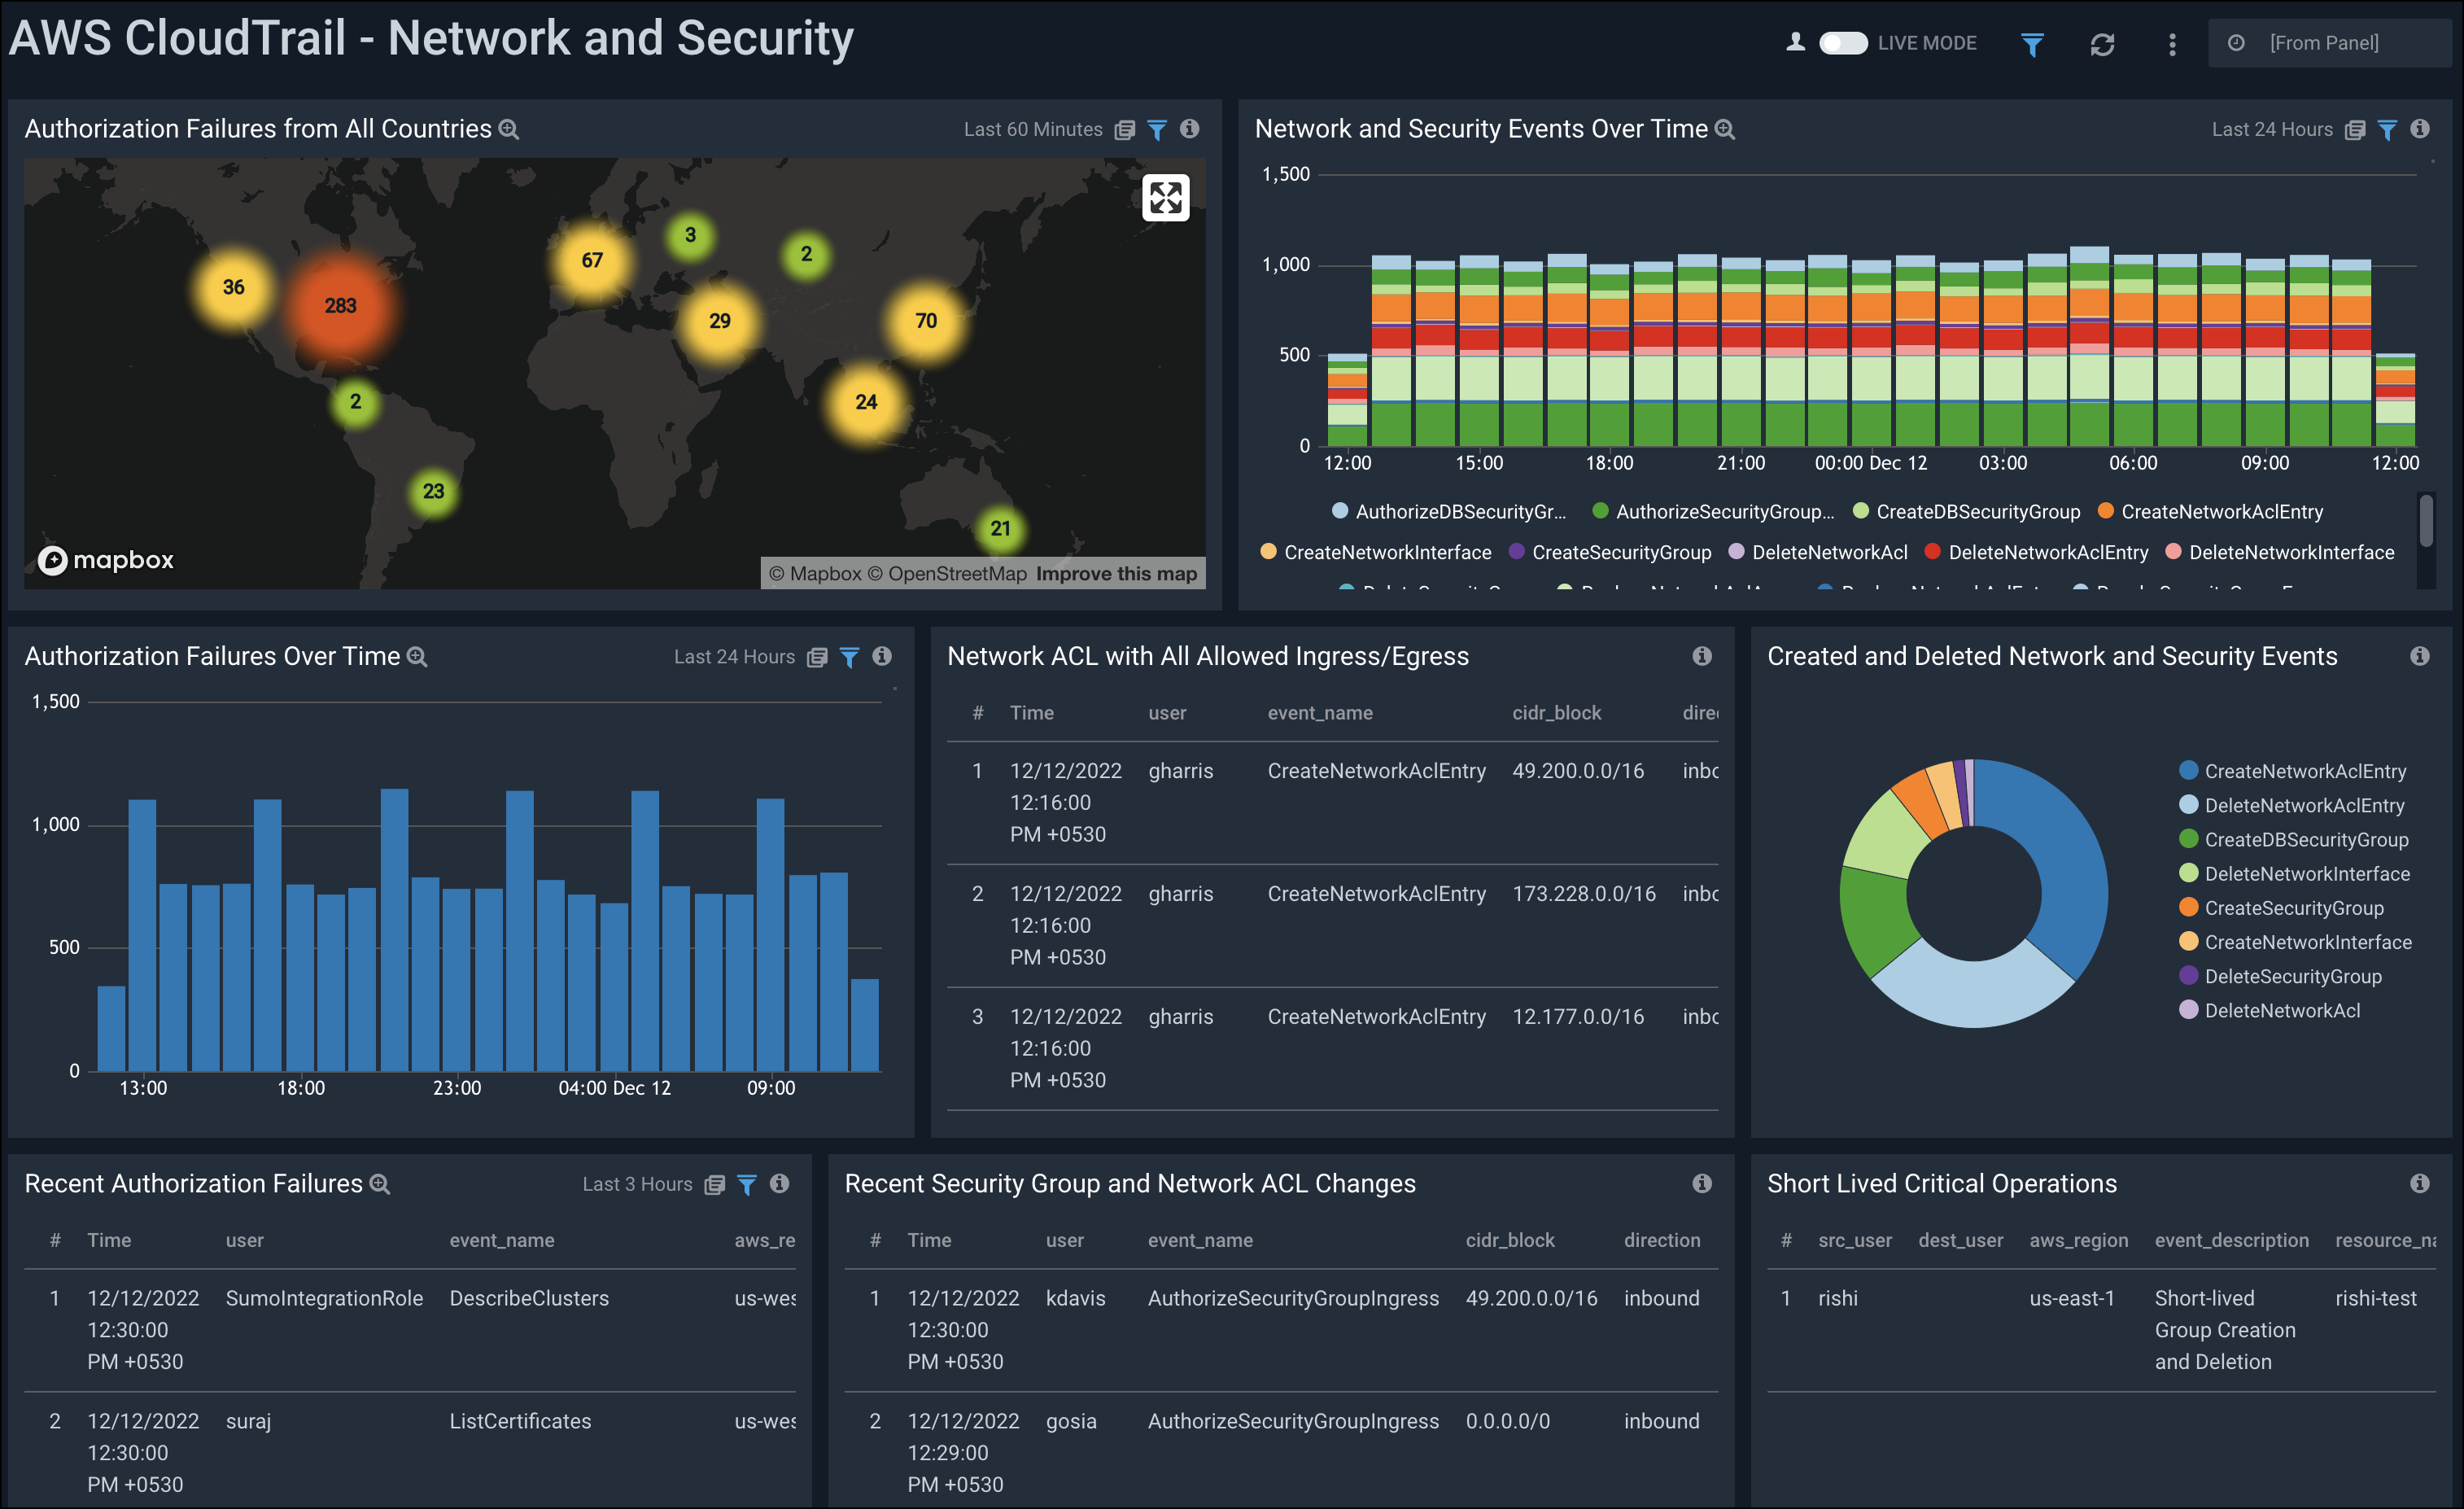 AWS CloudTrail - Network and Security
LIVE MODE
[From Panel]
Authorization Failures from All Countries
Last 60 Minutes
36
283
67
3
2
29
70
24
2
23
21
mapbox
© Mapbox © OpenStreetMap Improve this map
Network and Security Events Over Time
Last 24 Hours
1,500
1,000
500
0
12:00 15:00 18:00 21:00 00:00 Dec 12 03:00 06:00 09:00 12:00
AuthorizeDBSecurityGr... AuthorizeSecurityGroup... CreateDBSecurityGroup CreateNetworkAclEntry
CreateNetworkInterface CreateSecurityGroup DeleteNetworkAcl DeleteNetworkAclEntry DeleteNetworkInterface
Authorization Failures Over Time
Last 24 Hours
1,500
1,000
500
0
13:00 18:00 23:00 04:00 Dec 12 09:00
Network ACL with All Allowed Ingress/Egress
# Time user event_name cidr_block direc
1 12/12/2022 gharris CreateNetworkAclEntry 49.200.0.0/16 inbo
12:16:00
PM +0530
2 12/12/2022 gharris CreateNetworkAclEntry 173.228.0.0/16 inbo
12:16:00
PM +0530
3 12/12/2022 gharris CreateNetworkAclEntry 12.177.0.0/16 inbo
12:16:00
PM +0530
Created and Deleted Network and Security Events
CreateNetworkAclEntry
DeleteNetworkAclEntry
CreateDBSecurityGroup
DeleteNetworkInterface
CreateSecurityGroup
CreateNetworkInterface
DeleteSecurityGroup
DeleteNetworkAcl
Recent Authorization Failures
Last 3 Hours
# Time user event_name aws_re
1 12/12/2022 SumoIntegrationRole DescribeClusters us-wes
12:30:00
PM +0530
2 12/12/2022 suraj ListCertificates us-wes
12:30:00
PM +0530
Recent Security Group and Network ACL Changes
# Time user event_name cidr_block direction
1 12/12/2022 kdavis AuthorizeSecurityGroupIngress 49.200.0.0/16 inbound
12:30:00
PM +0530
2 12/12/2022 gosia AuthorizeSecurityGroupIngress 0.0.0.0/0 inbound
12:29:00
PM +0530
Short Lived Critical Operations
# src_user dest_user aws_region event_description resource_na
1 rishi us-east-1 Short-lived rishi-test
Group Creation
and Deletion